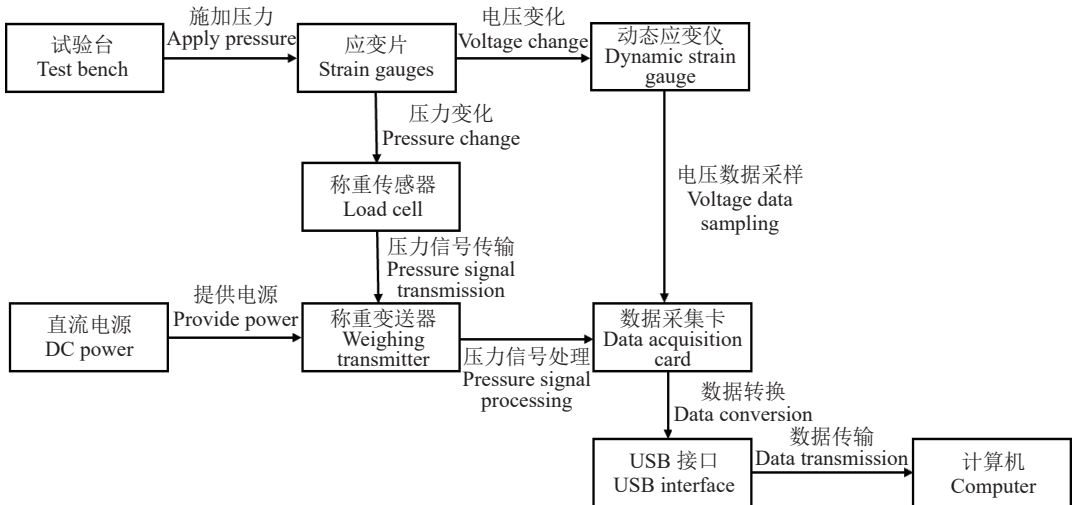 试验台
Test bench
施加压力
Apply pressure
应变片
Strain gauges
电压变化
Voltage change
动态应变仪
Dynamic strain
gauge
压力变化
Pressure change
称重传感器
Load cell
电压数据采样
Voltage data
sampling
压力信号传输
Pressure signal
transmission
直流电源
DC power
提供电源
Provide power
称重变送器
Weighing
transmitter
压力信号处理
Pressure signal
processing
数据采集卡
Data acquisition
card
数据转换
Data conversion
USB 接口
USB interface
数据传输
Data transmission
计算机
Computer